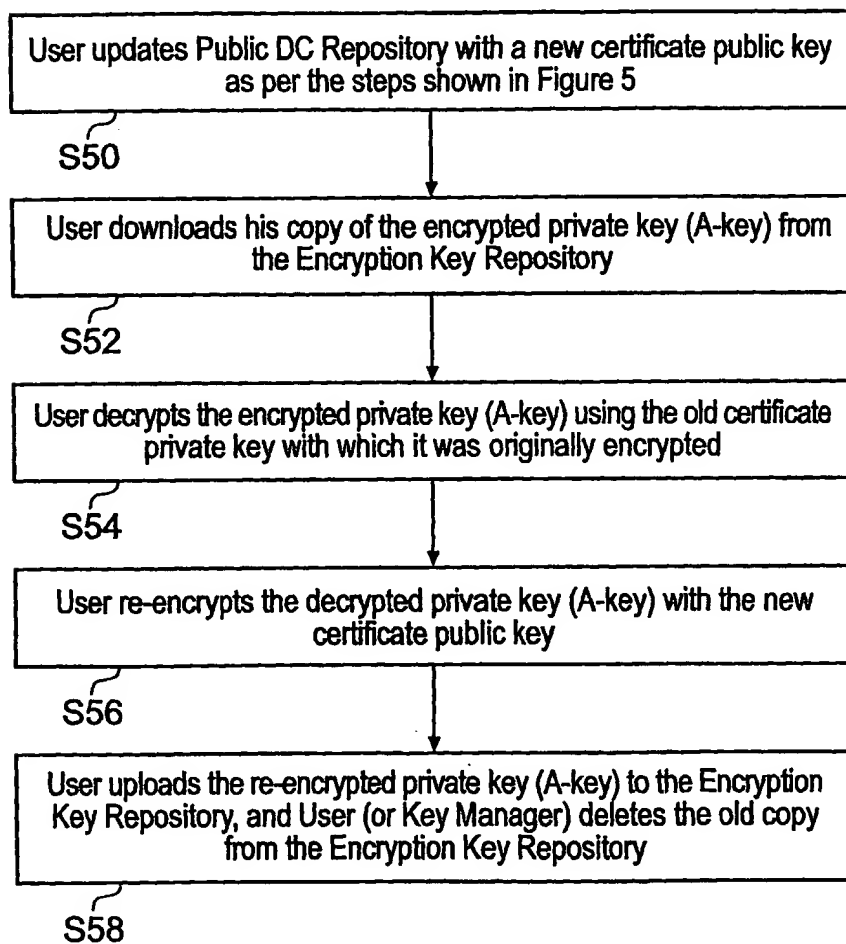 User updates Public DC Repository with a new certificate public key
as per the steps shown in Figure 5
S50
User downloads his copy of the encrypted private key (A-key) from
the Encryption Key Repository
S52
User decrypts the encrypted private key (A-key) using the old certificate
private key with which it was originally encrypted
S54
User re-encrypts the decrypted private key (A-key) with the new
certificate public key
S56
User uploads the re-encrypted private key (A-key) to the Encryption
Key Repository, and User (or Key Manager) deletes the old copy
from the Encryption Key Repository
S58